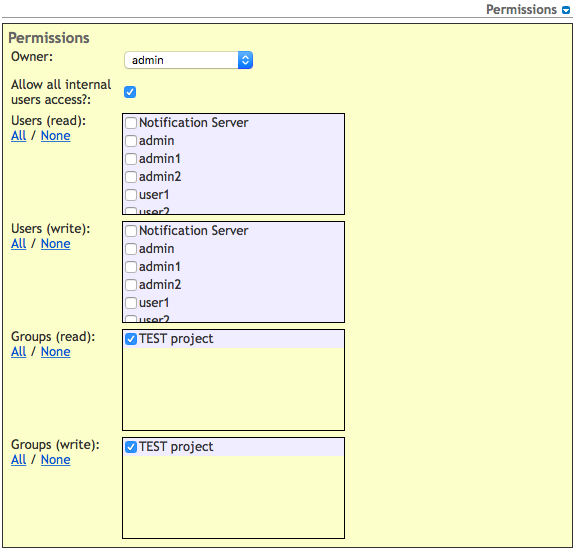 Permissions
Permissions
Owner:
admin
Allow all internal
users access?:
Users (read):
All / None
Notification Server
admin
admin1
admin2
user1
user2
Users (write):
All / None
Notification Server
admin
admin1
admin2
user1
user2
Groups (read):
All / None
TEST project
Groups (write):
All / None
TEST project